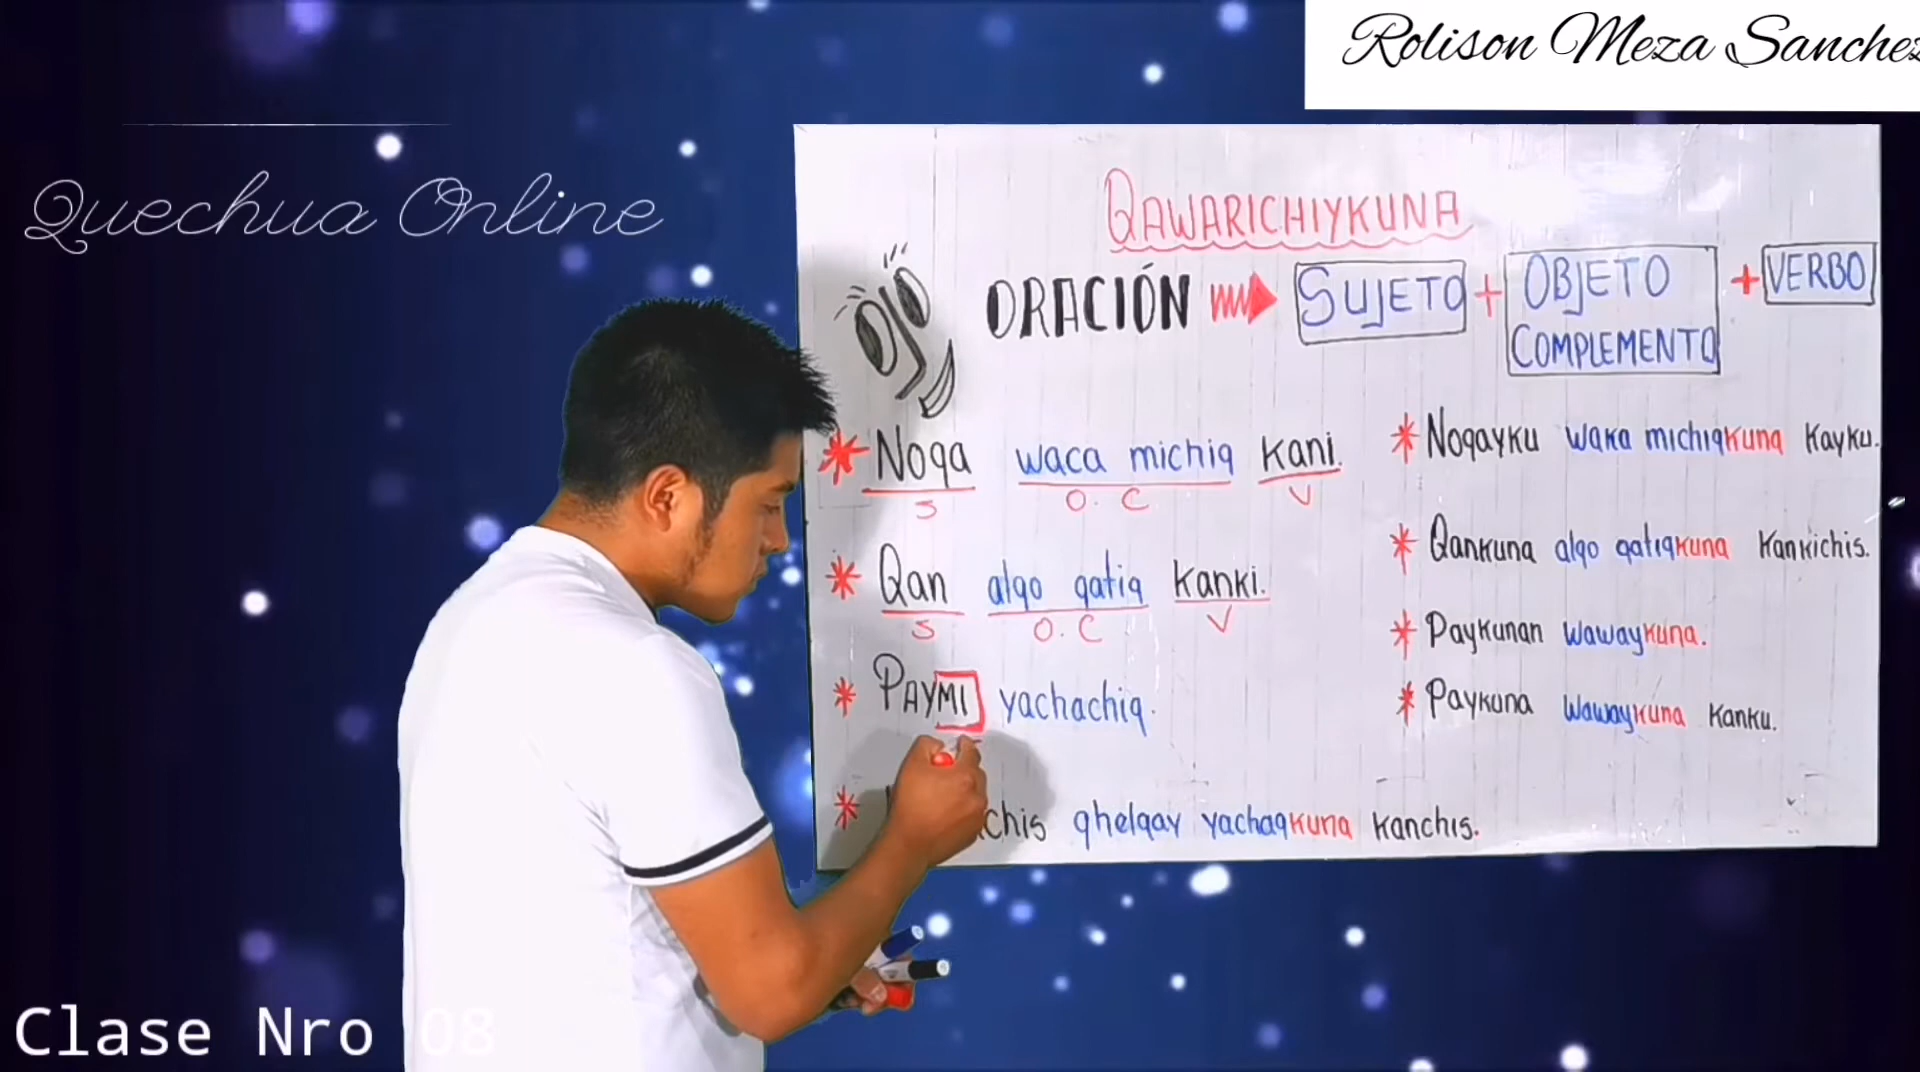 Rolison Meza Sanchez
Quechua Online
QAWARICHIYKUNA
OJO
ORACIÓN SUJETO + OBJETO COMPLEMENTO + VERBO
* Noqa waca michiq kani.
S O.C V
* Qan alqo qatiq kanki.
S O.C V
* PAYMI yachachiq.
* chis qhelqay yachaqkuna kanchis.
* Noqayku waka michiqkuna kayku.
* Qankuna alqo qatiqkuna kankichis.
* Paykunan wawaykuna.
* Paykuna wawaykuna kanku.
Clase Nro 08